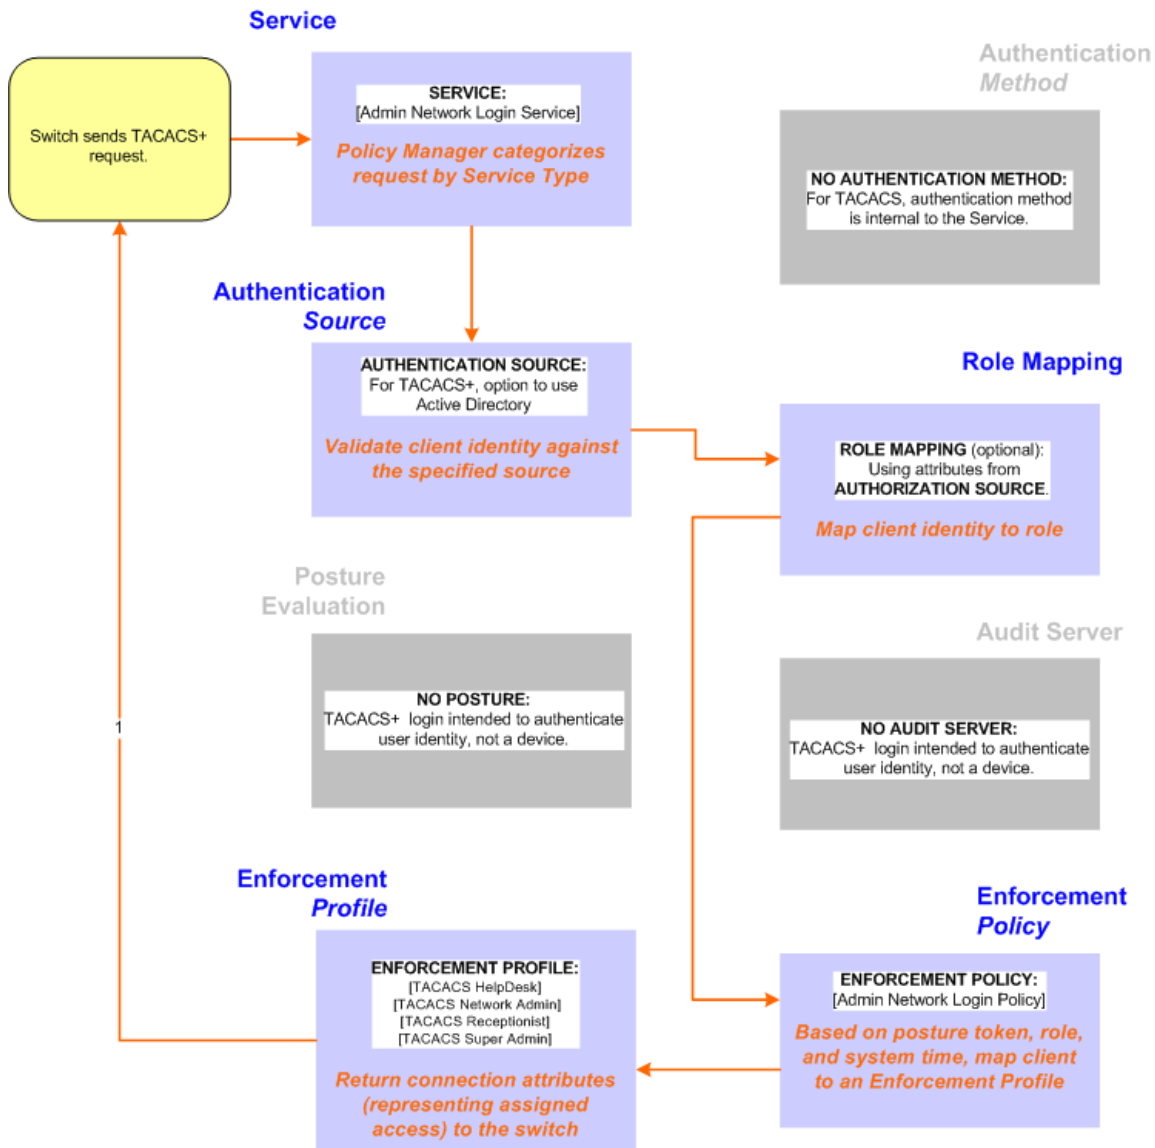 Service
Switch sends TACACS+
request.
SERVICE:
[Admin Network Login Service]
Policy Manager categorizes
request by Service Type
Authentication
Method
NO AUTHENTICATION METHOD:
For TACACS, authentication method
is internal to the Service.
Authentication
Source
AUTHENTICATION SOURCE:
For TACACS+, option to use
Active Directory
Validate client identity against
the specified source
Role Mapping
ROLE MAPPING (optional):
Using attributes from
AUTHORIZATION SOURCE.
Map client identity to role
Posture
Evaluation
NO POSTURE:
TACACS+ login intended to authenticate
user identity, not a device.
Audit Server
NO AUDIT SERVER:
TACACS+ login intended to authenticate
user identity, not a device.
1
Enforcement
Profile
ENFORCEMENT PROFILE:
[TACACS HelpDesk]
[TACACS Network Admin]
[TACACS Receptionist]
[TACACS Super Admin]
Return connection attributes
(representing assigned
access) to the switch
Enforcement
Policy
ENFORCEMENT POLICY:
[Admin Network Login Policy]
Based on posture token, role,
and system time, map client
to an Enforcement Profile